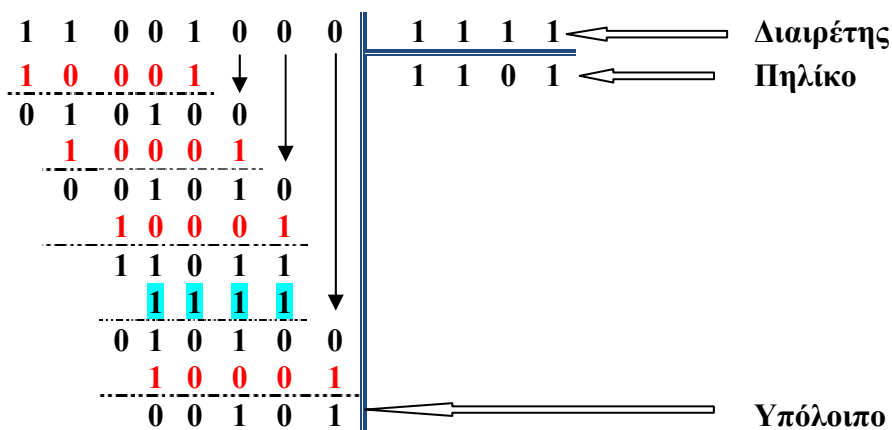 1 1 0 0 1 0 0 0 1 1 1 1 Διαιρέτης
1 0 0 0 1 1 1 0 1 Πηλίκο
0 1 0 1 0 0
1 0 0 0 1
0 0 1 0 1 0
1 0 0 0 1
1 1 0 1 1
1 1 1 1
0 1 0 1 0 0
1 0 0 0 1
0 0 1 0 1 Υπόλοιπο